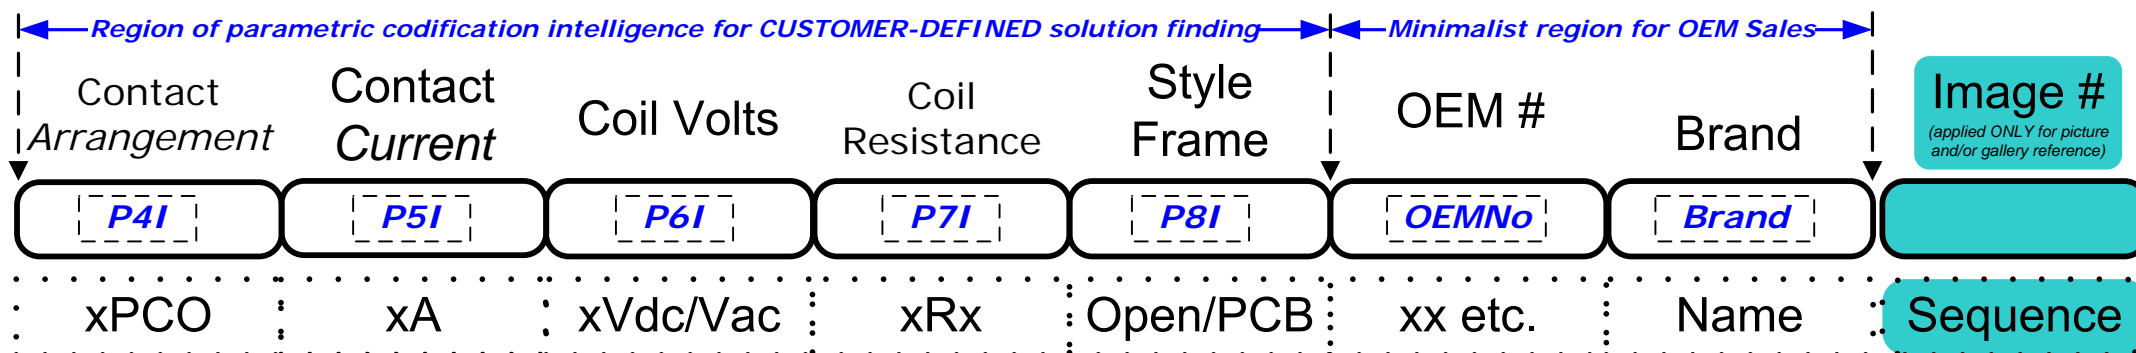 Region of parametric codification intelligence for CUSTOMER-DEFINED solution finding
Minimalist region for OEM Sales
Contact
Arrangement
Contact
Current
Coil Volts
Coil
Resistance
Style
Frame
OEM #
Brand
Image #
(applied ONLY for picture
and/or gallery reference)
P4I
P5I
P6I
P7I
P8I
OEMNo
Brand
xPCO
xA
xVdc/Vac
xRx
Open/PCB
xx etc.
Name
Sequence